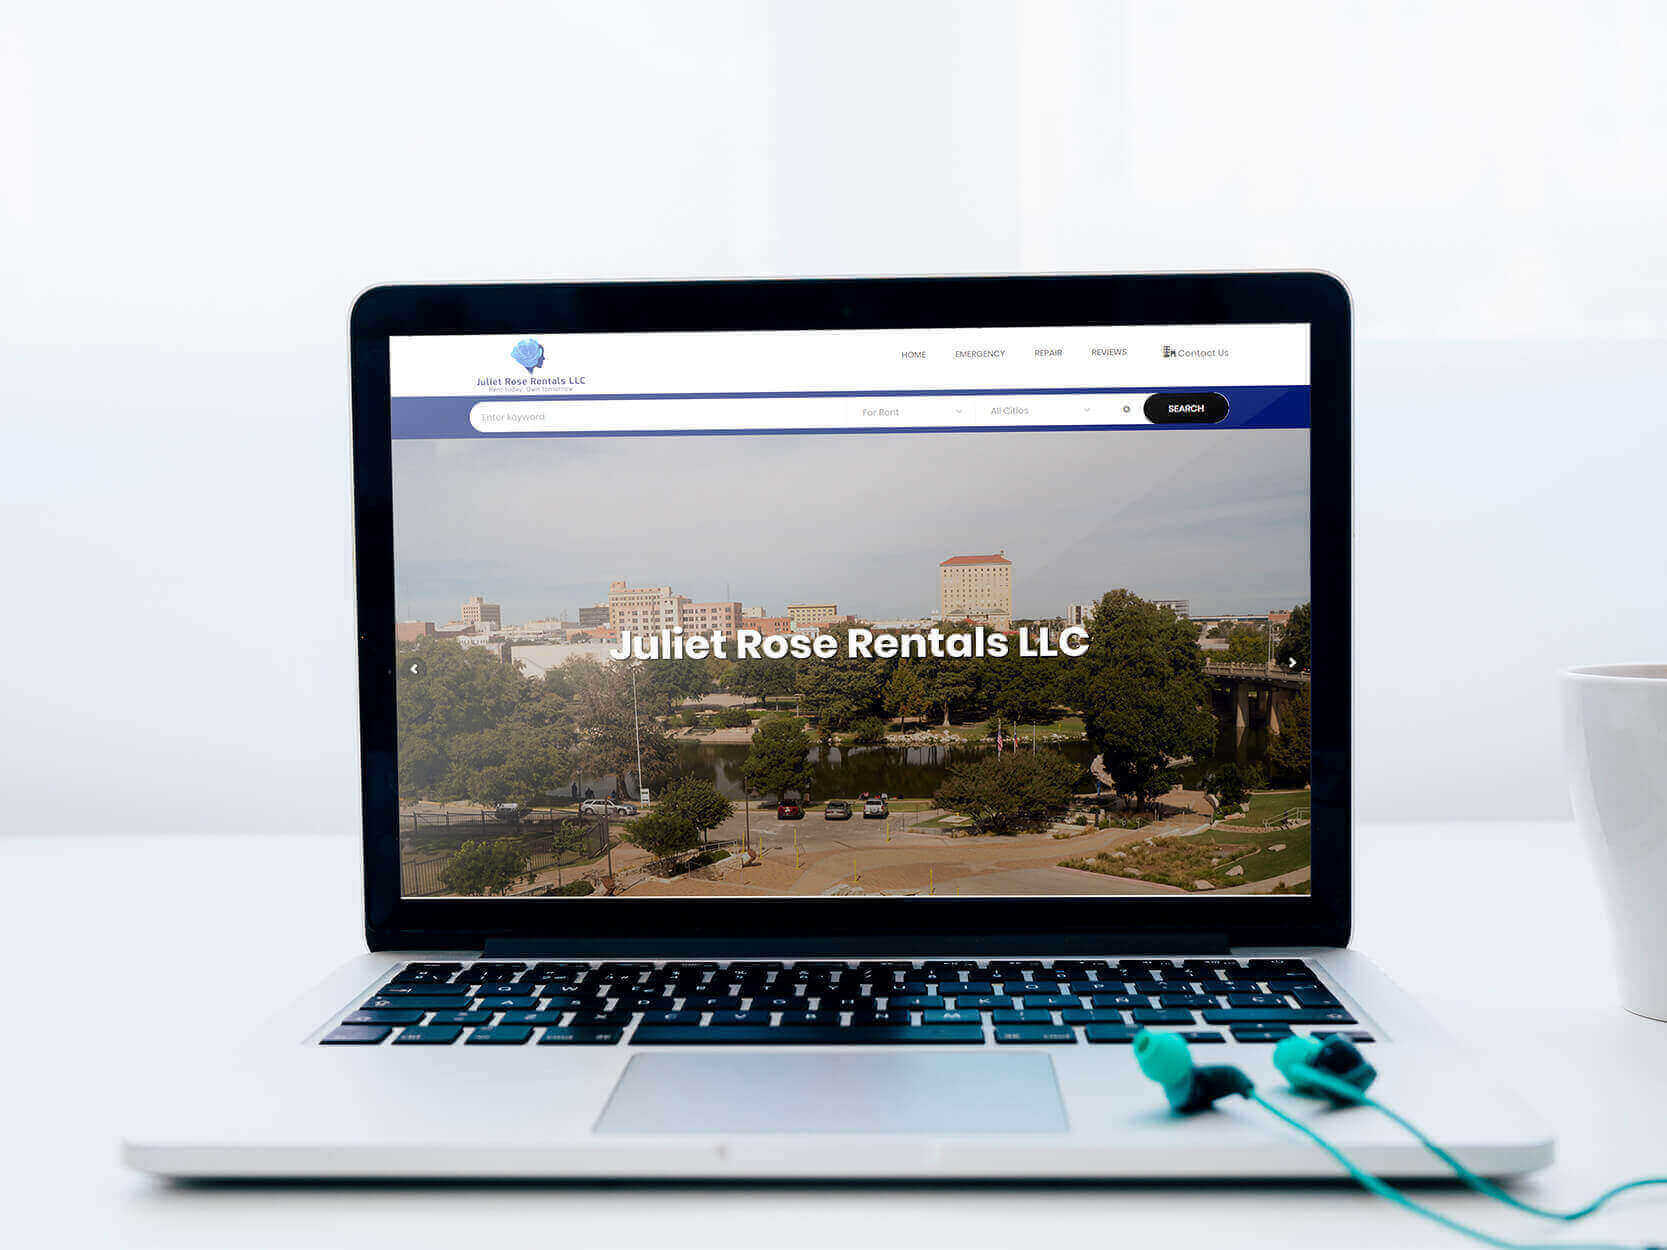 Juliet Rose Rentals LLC
Rent today. Own tomorrow
HOME EMERGENCY REPAIR REVIEWS Contact Us
Enter keyword For Rent All Cities SEARCH
Juliet Rose Rentals LLC